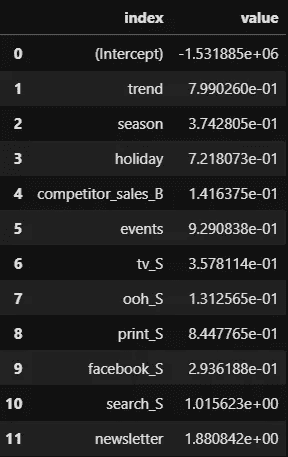 index value
0 (Intercept) -1.531885e+06
1 trend 7.990260e-01
2 season 3.742805e-01
3 holiday 7.218073e-01
4 competitor_sales_B 1.416375e-01
5 events 9.290838e-01
6 tv_S 3.578114e-01
7 ooh_S 1.312565e-01
8 print_S 8.447765e-01
9 facebook_S 2.936188e-01
10 search_S 1.015623e+00
11 newsletter 1.880842e+00